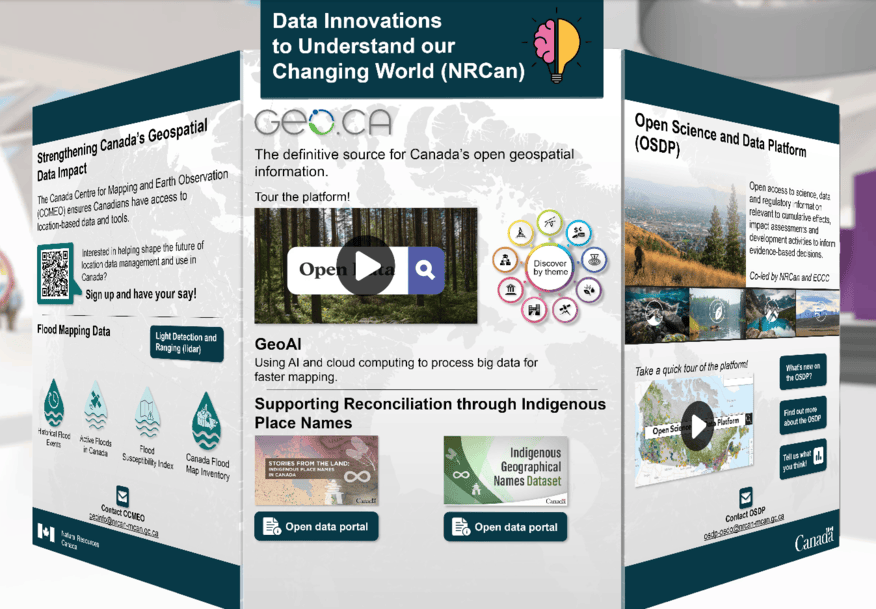 Data Innovations
to Understand our
Changing World (NRCan)
Strengthening Canada's Geospatial
Data Impact
The Canada Centre for Mapping and Earth Observation
(CCMEO) ensures Canadians have access to
location-based data and tools.
Interested in helping shape the future of
location data management and use in
Canada?
Sign up and have your say!
Flood Mapping Data
Light Detection and
Ranging (lidar)
Historical Flood
Events
Active Floods
in Canada
Flood
Susceptibility Index
Canada Flood
Map Inventory
Contact CCMEO
geoinfo@nrcan-rncan.gc.ca
Natural Resources
Canada
GEO.CA
The definitive source for Canada's open geospatial
information.
Tour the platform!
Open Data
Discover
by theme
GeoAI
Using AI and cloud computing to process big data for
faster mapping.
Supporting Reconciliation through Indigenous
Place Names
STORIES FROM THE LAND:
INDIGENOUS PLACE NAMES
IN CANADA
Canada
Open data portal
Indigenous
Geographical
Names Dataset
Canada
Open data portal
Open Science and Data Platform
(OSDP)
Open access to science, data
and regulatory information
relevant to cumulative effects,
impact assessments and
development activities to inform
evidence-based decisions.
Co-led by NRCan and ECCC
Take a quick tour of the platform!
Open Science Data Platform
What's new on
the OSDP?
Find out more
about the OSDP
Tell us what
you think!
Contact OSDP
osdp-psdo@nrcan-rncan.gc.ca
Canada